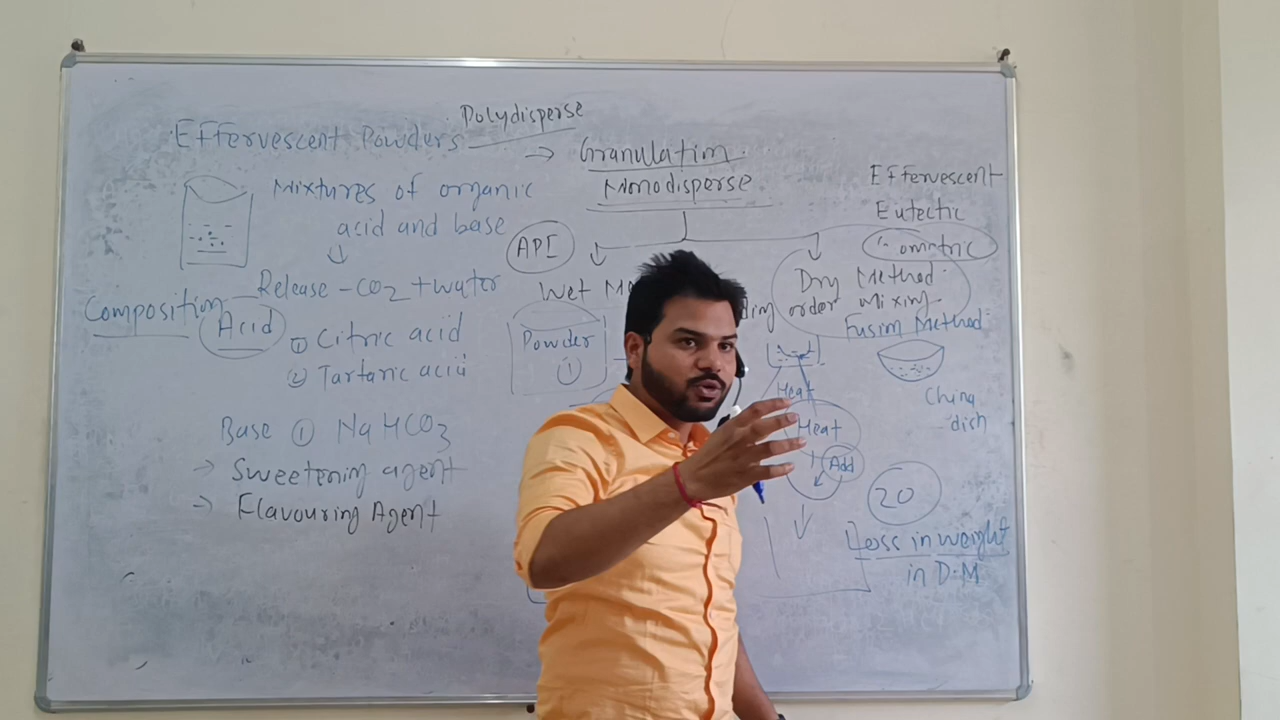 Polydisperse
Effervescent Powders
→ Granulation
Mixtures of organic
acid and base
Monodisperse
↓
Release - CO2 + water
Composition
Acid
① Citric acid
② Tartaric acid
Base ① NaHCO3
→ Sweetening agent
→ Flavouring Agent
API
Wet
Powder
①
Effervescent
Eutectic
Dry Method
order Mixing
Fusion Method
Heat
China
dish
Heat
Add
20
Loss in weight
in D.M